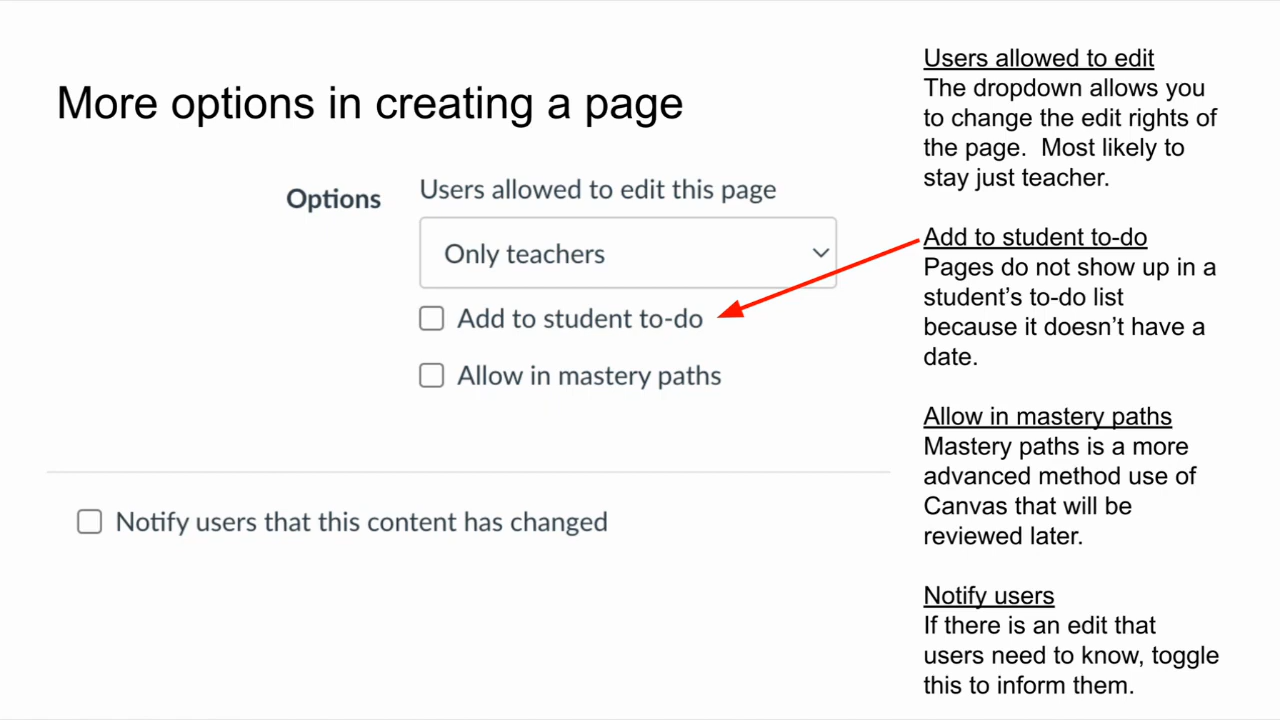 More options in creating a page
Options
Users allowed to edit this page
Only teachers
Add to student to-do
Allow in mastery paths
Notify users that this content has changed
Users allowed to edit
The dropdown allows you
to change the edit rights of
the page.  Most likely to
stay just teacher.
Add to student to-do
Pages do not show up in a
student’s to-do list
because it doesn’t have a
date.
Allow in mastery paths
Mastery paths is a more
advanced method use of
Canvas that will be
reviewed later.
Notify users
If there is an edit that
users need to know, toggle
this to inform them.